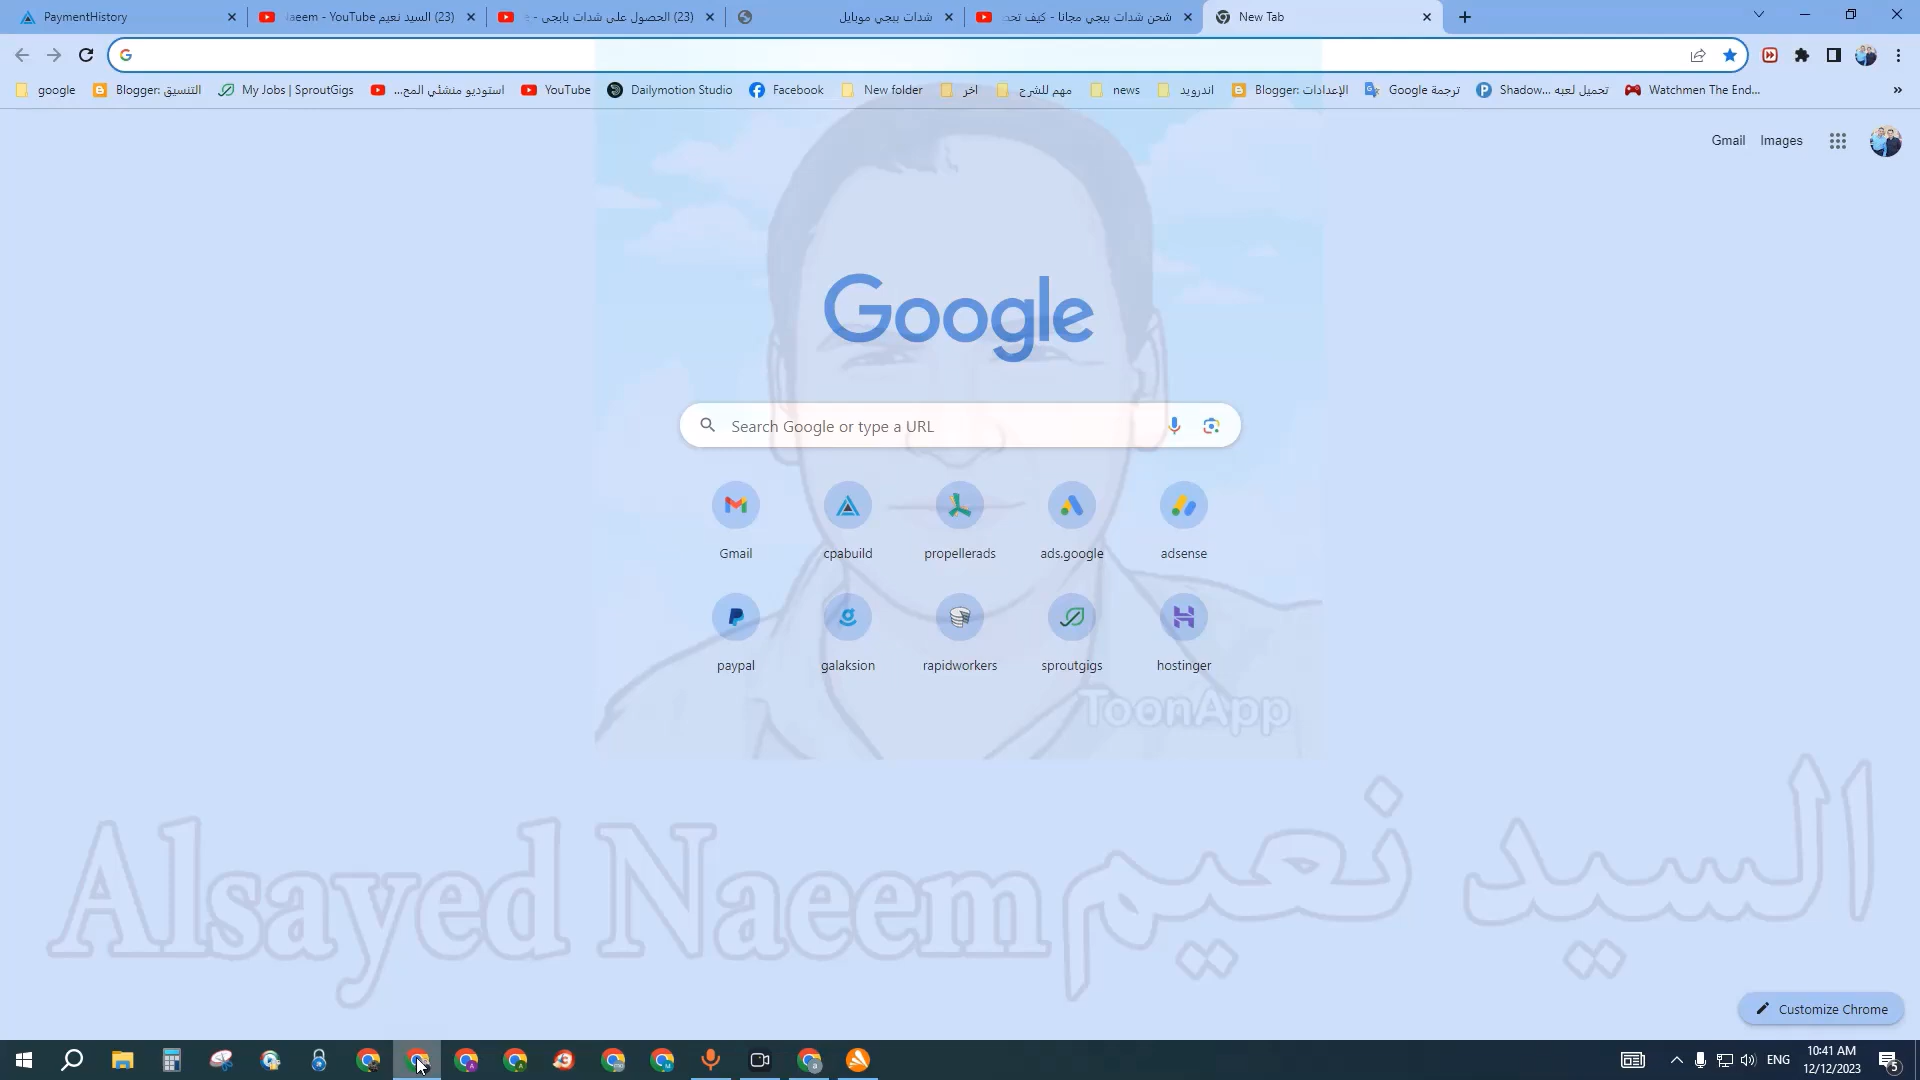 PaymentHistory
السيد نعيم naeem - YouTube (23)
(23) الحصول على شدات بابجي -
شدات ببجي موبايل
شحن شدات ببجي مجانا - كيف تحد
New Tab
google
Blogger: التنسيق
My Jobs | SproutGigs
استوديو منشئي المح...
YouTube
Dailymotion Studio
Facebook
New folder
اخر
مهم للشرح
news
اندرويد
Blogger: الإعدادات
ترجمة Google
تحميل لعبه Shadow...
Watchmen The End...
»
Gmail
Images
Google
Search Google or type a URL
Gmail
cpabuild
propellerads
ads.google
adsense
paypal
galaksion
rapidworkers
sproutgigs
hostinger
ToonApp
Alsayed Naeem السيد نعيم
Customize Chrome
ENG
10:41 AM
12/12/2023
5